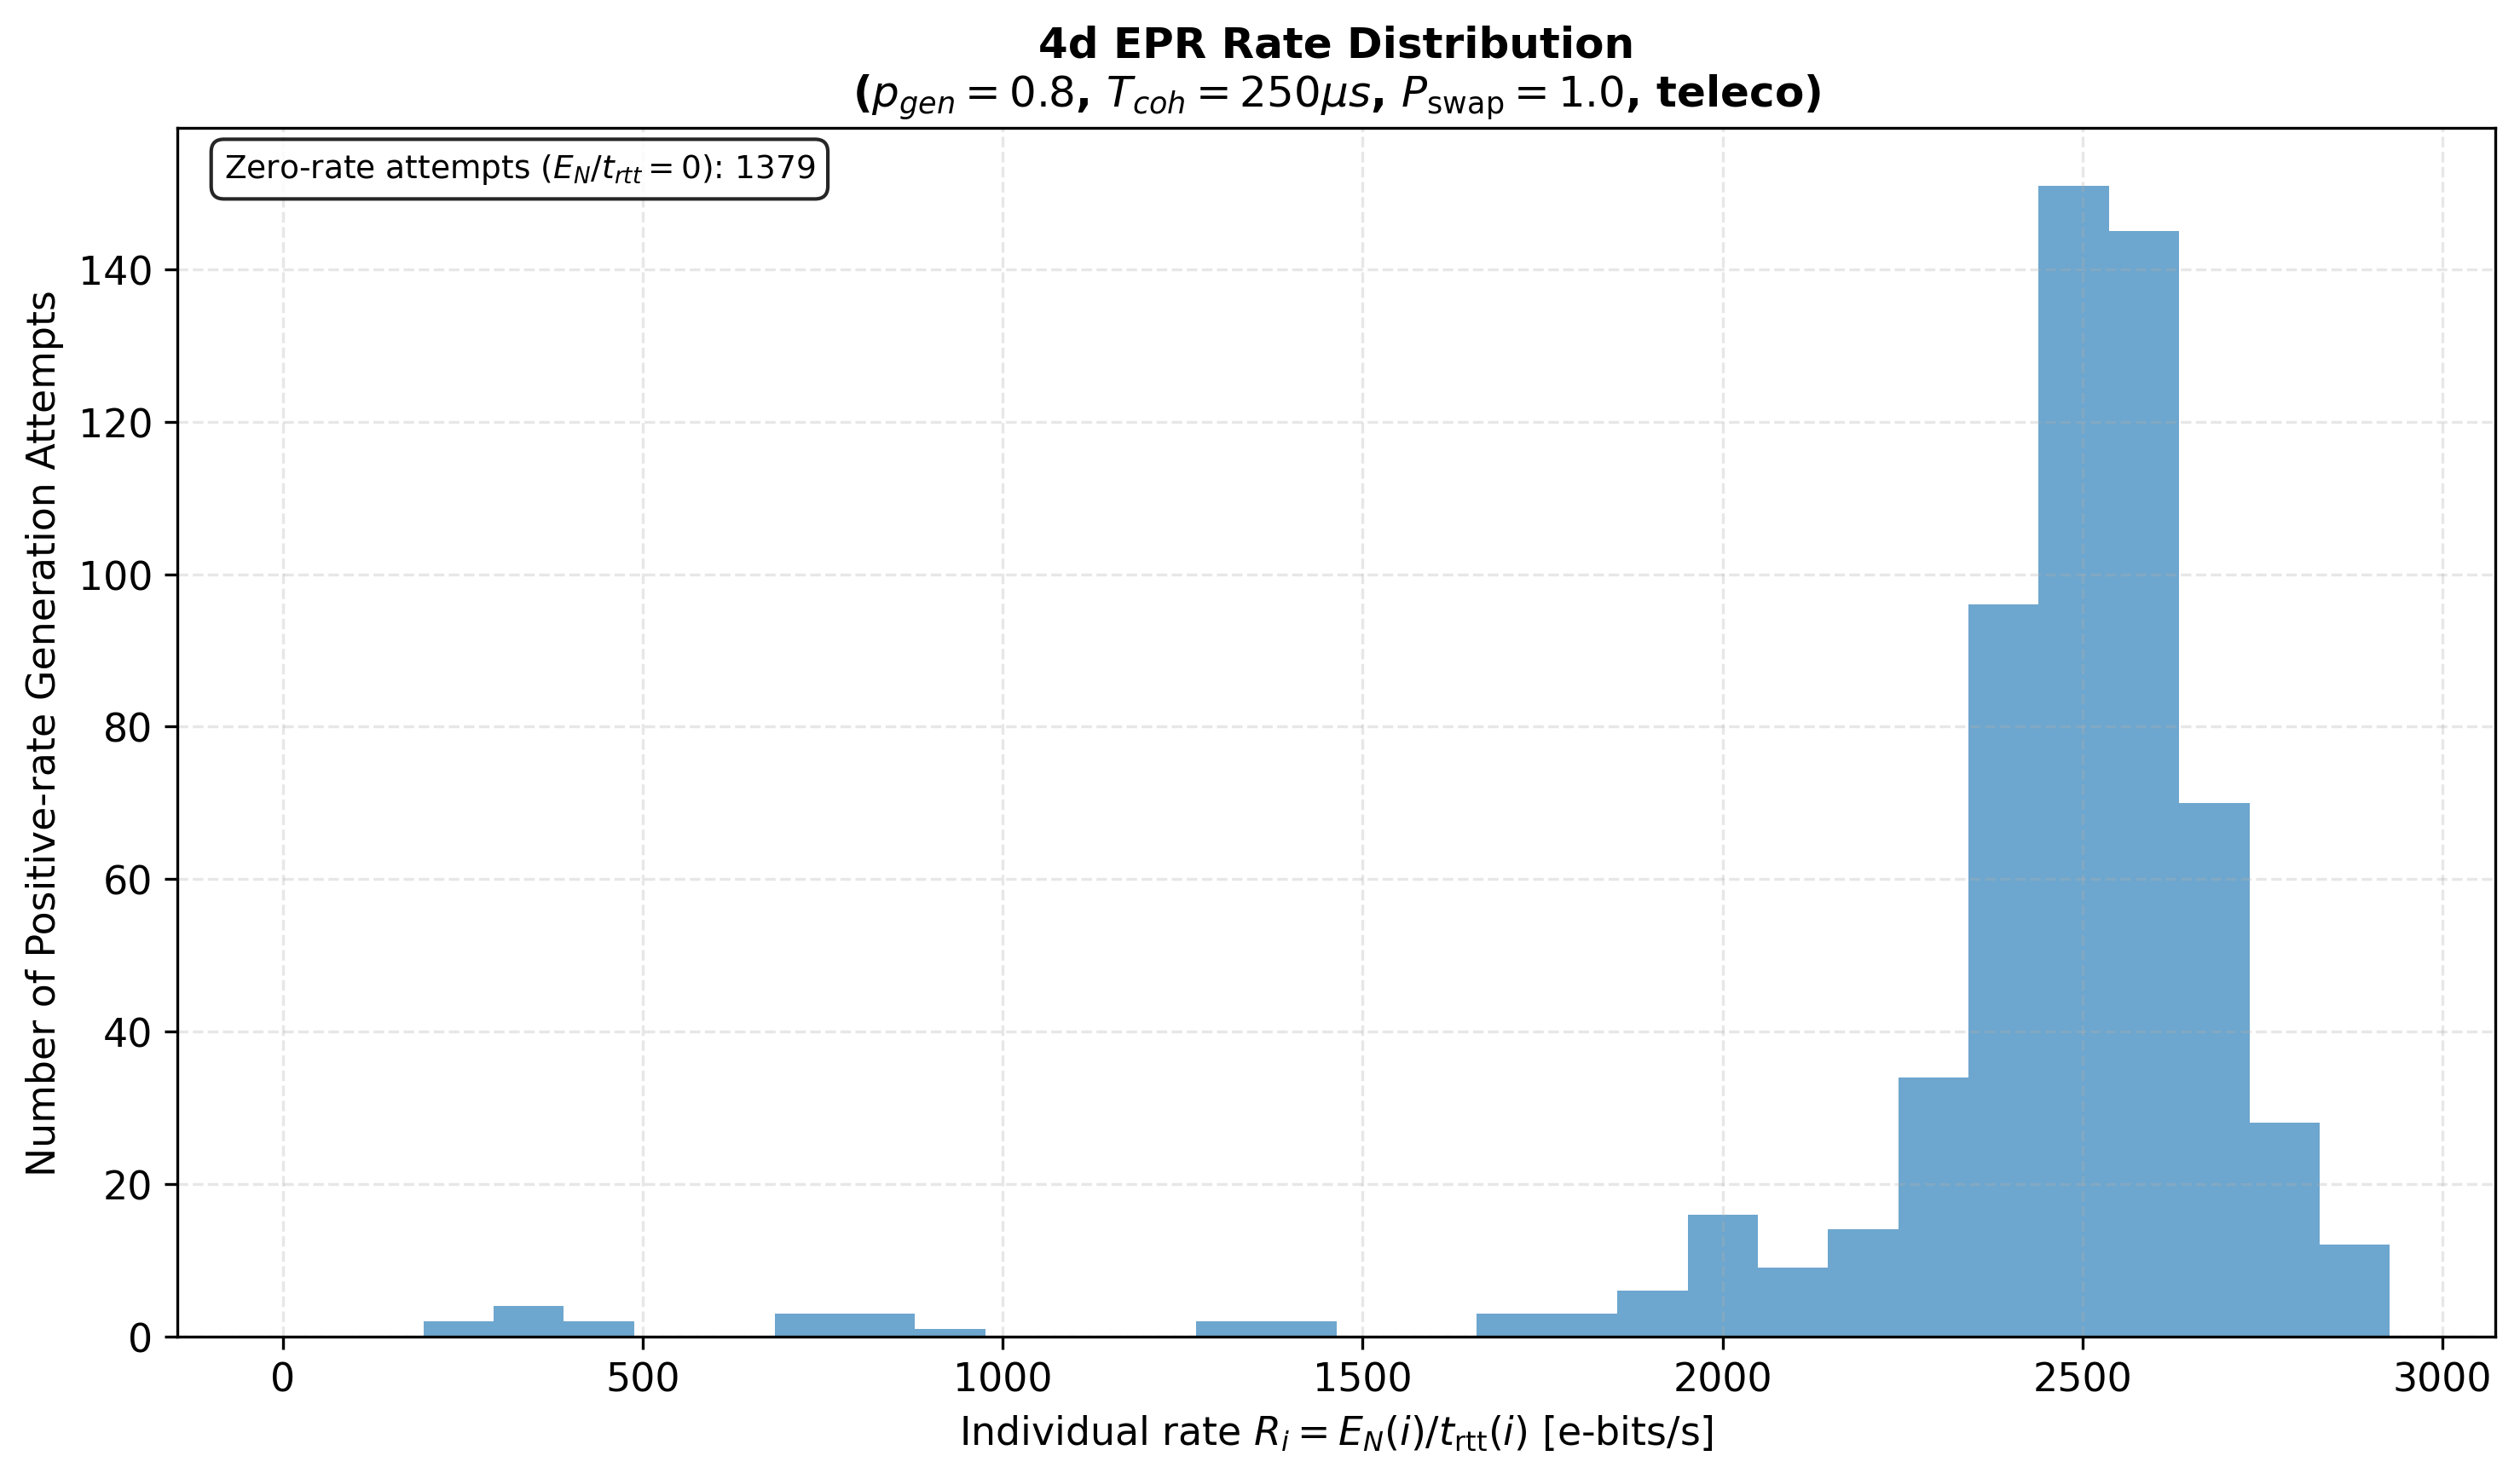 4d EPR Rate Distribution
(p_gen = 0.8, T_coh = 250μs, P_swap = 1.0, teleco)
Zero-rate attempts (E_N/t_rtt = 0): 1379
Number of Positive-rate Generation Attempts
140
120
100
80
60
40
20
0
0 500 1000 1500 2000 2500 3000
Individual rate R_i = E_N(i)/t_rtt(i) [e-bits/s]